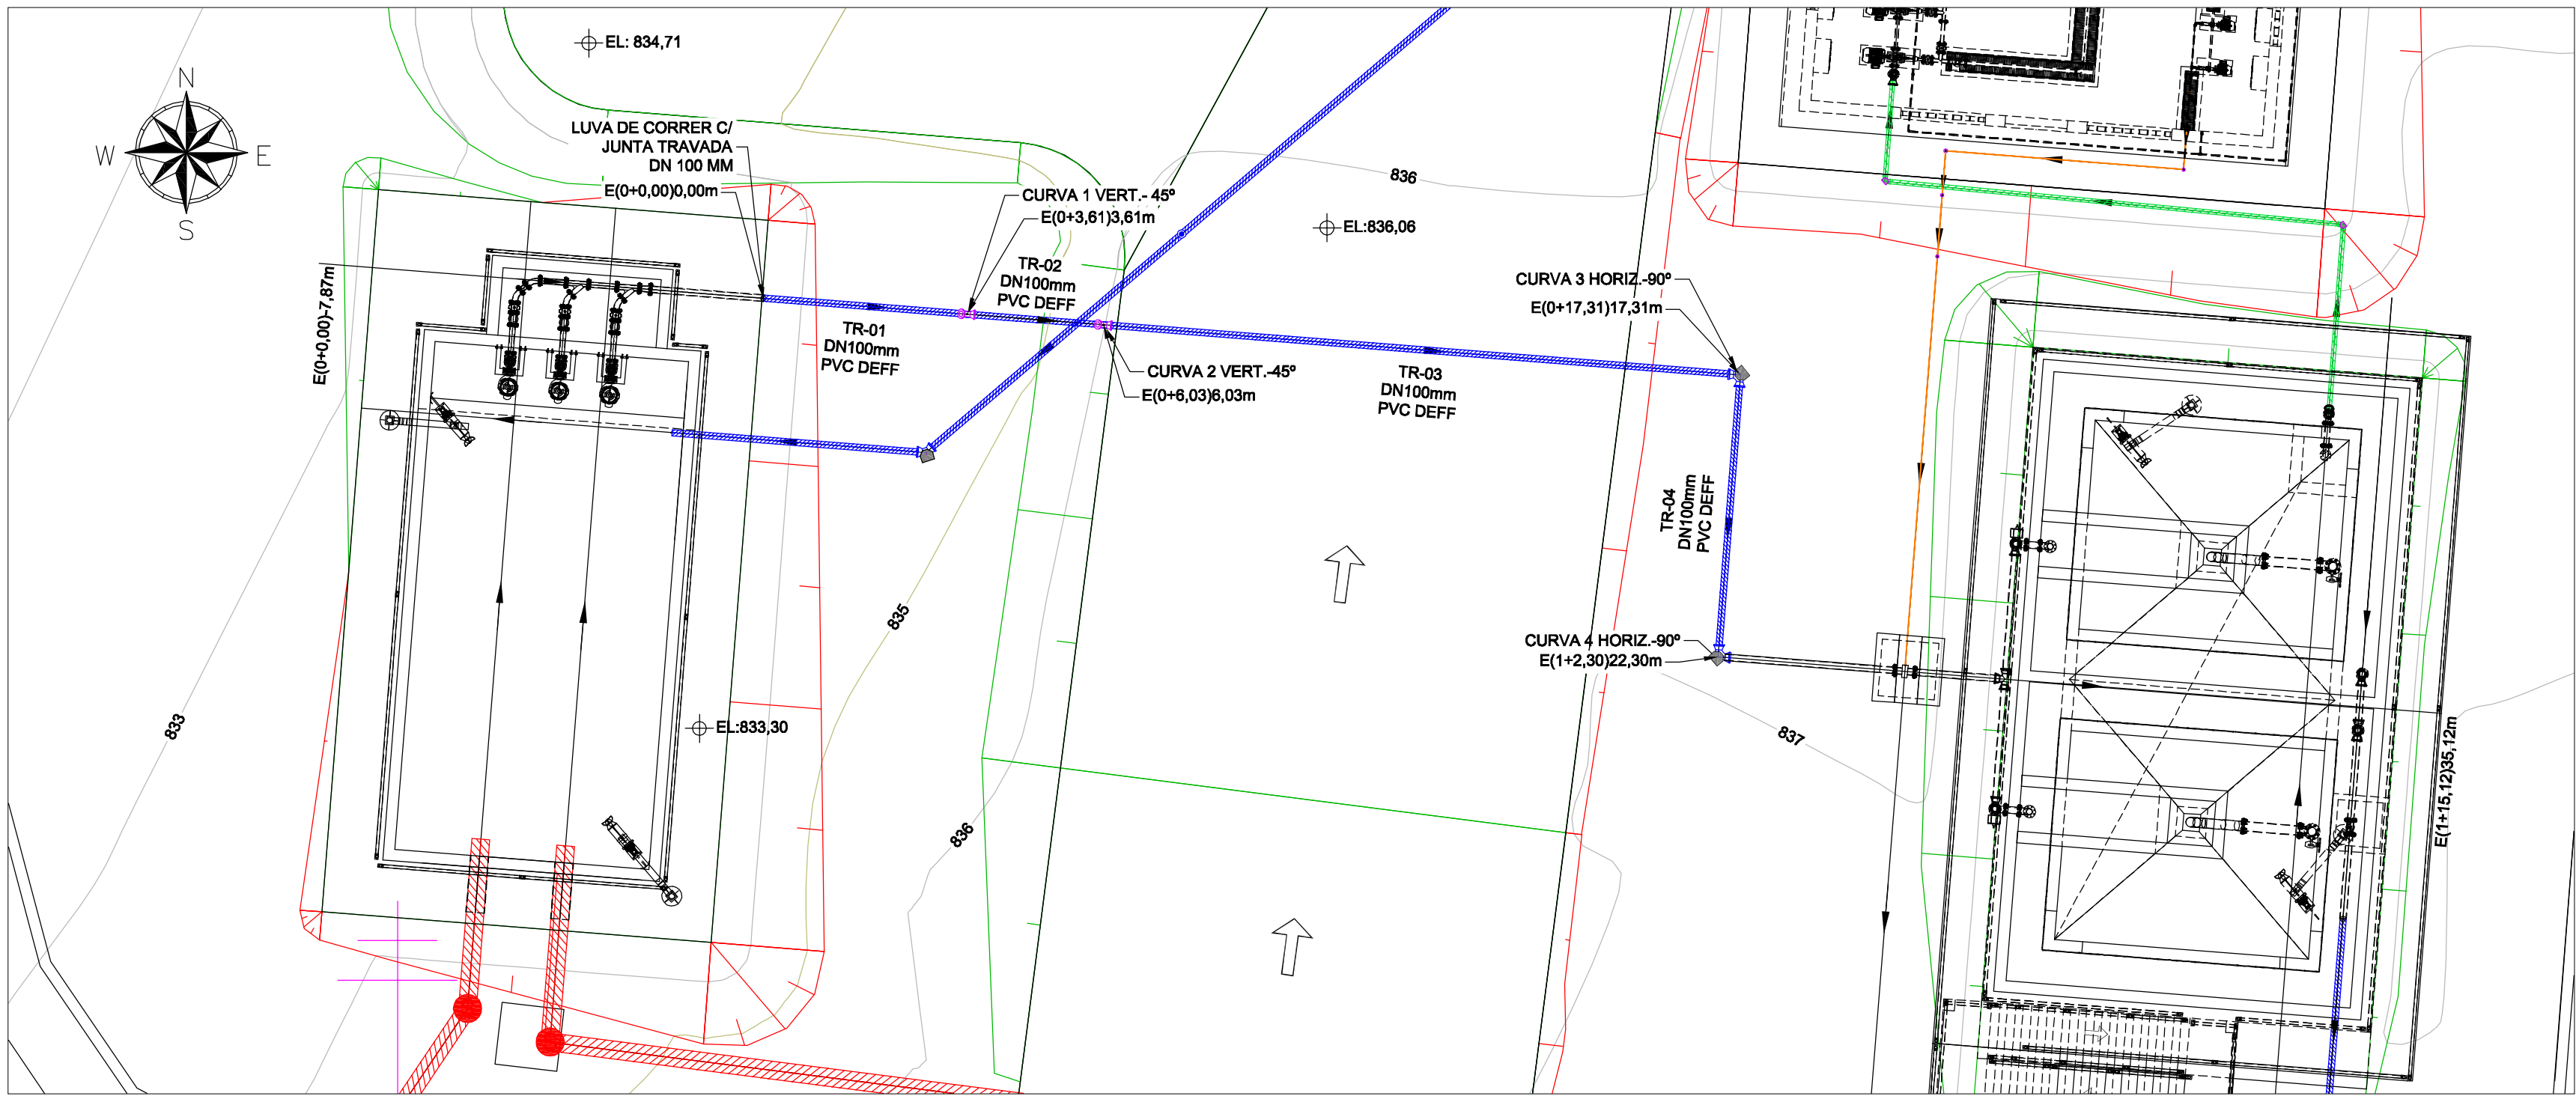 EL: 834,71
N
W
E
S
LUVA DE CORRER C/
JUNTA TRAVADA
DN 100 MM
E(0+0,00)0,00m
CURVA 1 VERT.- 45º
E(0+3,61)3,61m
836
EL:836,06
TR-02
DN100mm
PVC DEFF
CURVA 3 HORIZ.-90º
E(0+17,31)17,31m
E(0+0,00)-7,87m
TR-01
DN100mm
PVC DEFF
CURVA 2 VERT.-45º
E(0+6,03)6,03m
TR-03
DN100mm
PVC DEFF
TR-04
DN100mm
PVC DEFF
835
CURVA 4 HORIZ.-90º
E(1+2,30)22,30m
833
EL:833,30
837
E(1+15,12)35,12m
836